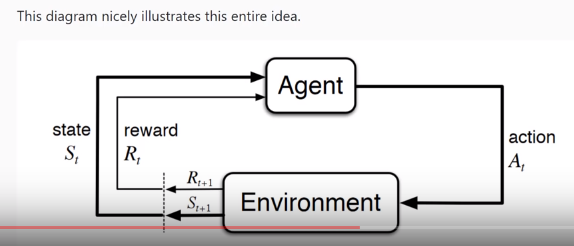 This diagram nicely illustrates this entire idea.
Agent
state
Sₜ
reward
Rₜ
action
Aₜ
Rₜ₊₁
Sₜ₊₁
Environment